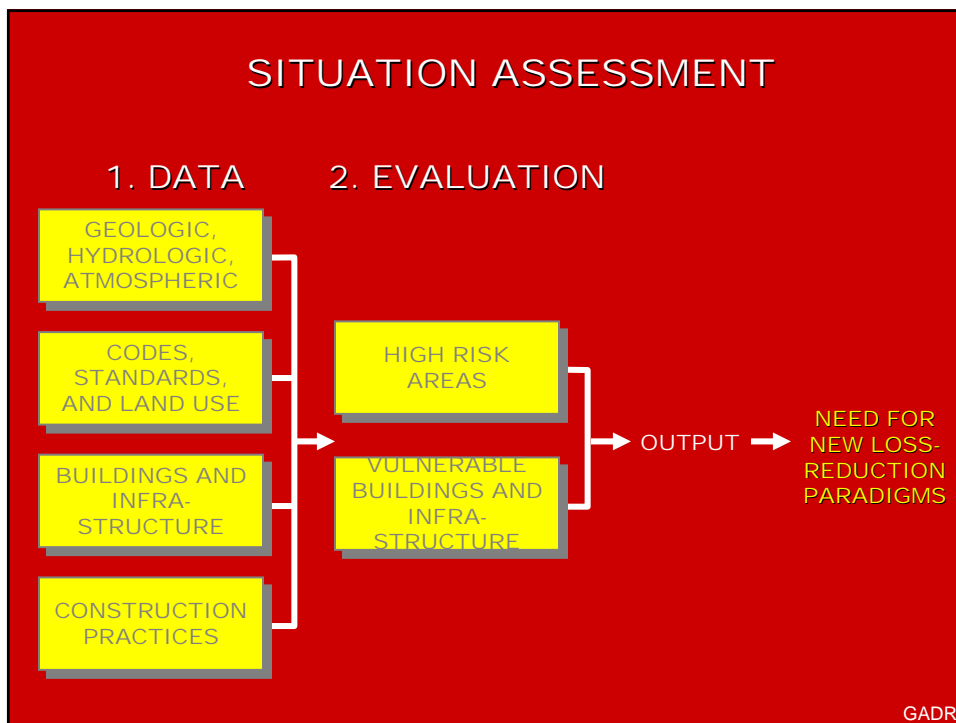 SITUATION ASSESSMENT
1. DATA
2. EVALUATION
GEOLOGIC,
HYDROLOGIC,
ATMOSPHERIC
CODES,
STANDARDS,
AND LAND USE
BUILDINGS AND
INFRA-
STRUCTURE
CONSTRUCTION
PRACTICES
HIGH RISK
AREAS
VULNERABLE
BUILDINGS AND
INFRA-
STRUCTURE
OUTPUT
NEED FOR
NEW LOSS-
REDUCTION
PARADIGMS
GADR